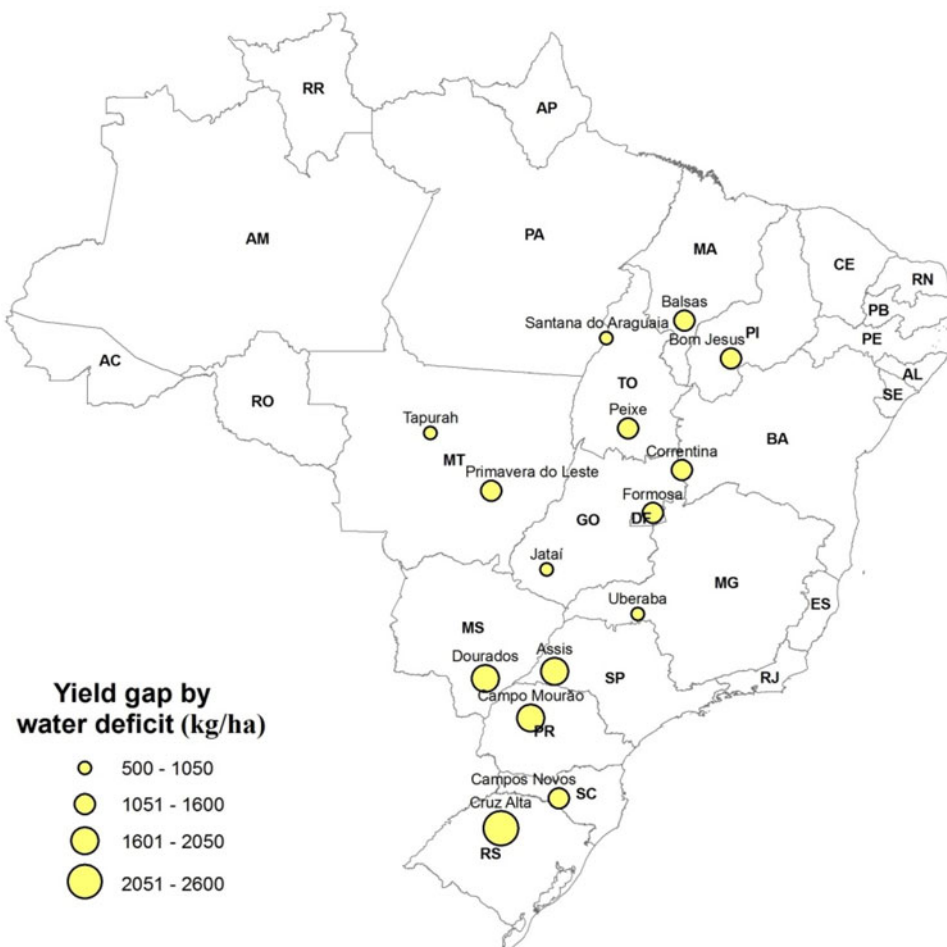 RR
AP
AM
PA
MA
CE
RN
PB
PE
AL
SE
Balsas
Santana do Araguaia
Bom Jesus
PI
AC
RO
TO
Tapurah
Peixe
BA
MT
Correntina
Primavera do Leste
Formosa
GO
DF
Jataí
MG
Uberaba
ES
MS
Assis
Dourados
SP
RJ
Campo Mourão
PR
Campos Novos
SC
Cruz Alta
RS
Yield gap by
water deficit (kg/ha)
500 - 1050
1051 - 1600
1601 - 2050
2051 - 2600